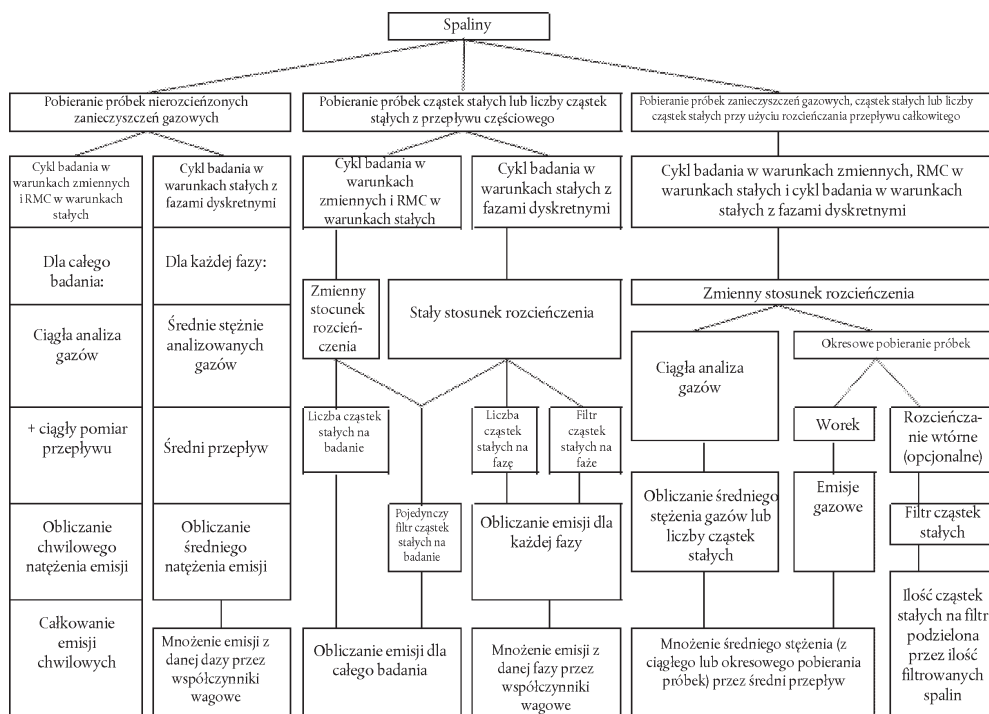 Spaliny
Pobieranie próbek nierozcieńzonych
zanieczyszczeń gazowych
Pobieranie próbek cząstek stałych lub liczby cząstek
stąłych z przepływu częściowego
Pobieranie próbek zanieczyszczeń gazowych, cząstek stałych lub liczby
cząstek stałych przy użyciu rozcieńczania przepływu całkowitego
Cykl badania w
warunkach zmiennych
i RMC w warunkach
stałych
Cykl badania w
warunkach stałych z
fazami dyskretnymi
Cykl badania w
warunkach
zmiennych i RMC w
warunkach stałych
Cykl badania w
warunkach stałych z
fazami dyskretnymi
Cykl badania w warunkach zmiennych, RMC w
warunkach stałych i cykl badania w warunkach
stałych z fazami dyskretnymi
Dla całego
badania:
Dla każdej fazy:
Zmienny
stocunek
rozcień-
czenia
Stały stosunek rozcieńczenia
Zmienny stosunek rozcieńczenia
Ciągła analiza
gazów
Średnie stężnie
analizowanych
gazów
Ciągła analiza
gazów
Okresowe pobieranie próbek
+ ciągły pomiar
przepływu
Średni przepływ
Liczba cząstek
stałych na
badanie
Liczba
cząstek
stałych na
fazę
Filtr
cząstek
stałych na
faże
Worek
Rozcieńcza-
nie wtórne
(opcjonalne)
Obliczanie
chwilowego
natężenia emisji
Obliczanie
średniego
natężenia emisji
Pojedynczy
filtr cząstek
stałych na
badanie
Obliczanie emisji dla
każdej fazy
Obliczanie średniego
stężenia gazów lub
liczby cząstek
stałych
Emisje
gazowe
Filtr cząstek
stałych
Całkowanie
emisji
chwilowych
Mnożenie emisji z
danej dazy przez
współczynniki
wagowe
Obliczanie emisji dla
całego badania
Mnożenie emisji z
danej fazy przez
współczynniki
wagowe
Mnożenie średniego stężenia (z
ciągłego lub okresowego pobierania
próbek) przez średni przepływ
Ilość cząstek
stałych na filtr
podzielona
przez ilość
filtrowanych
spalin